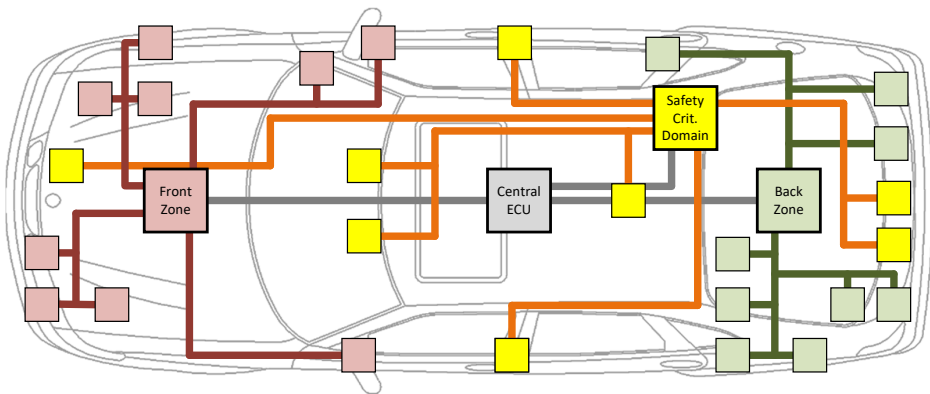 Safety
Crit.
Domain
Front
Zone
Central
ECU
Back
Zone